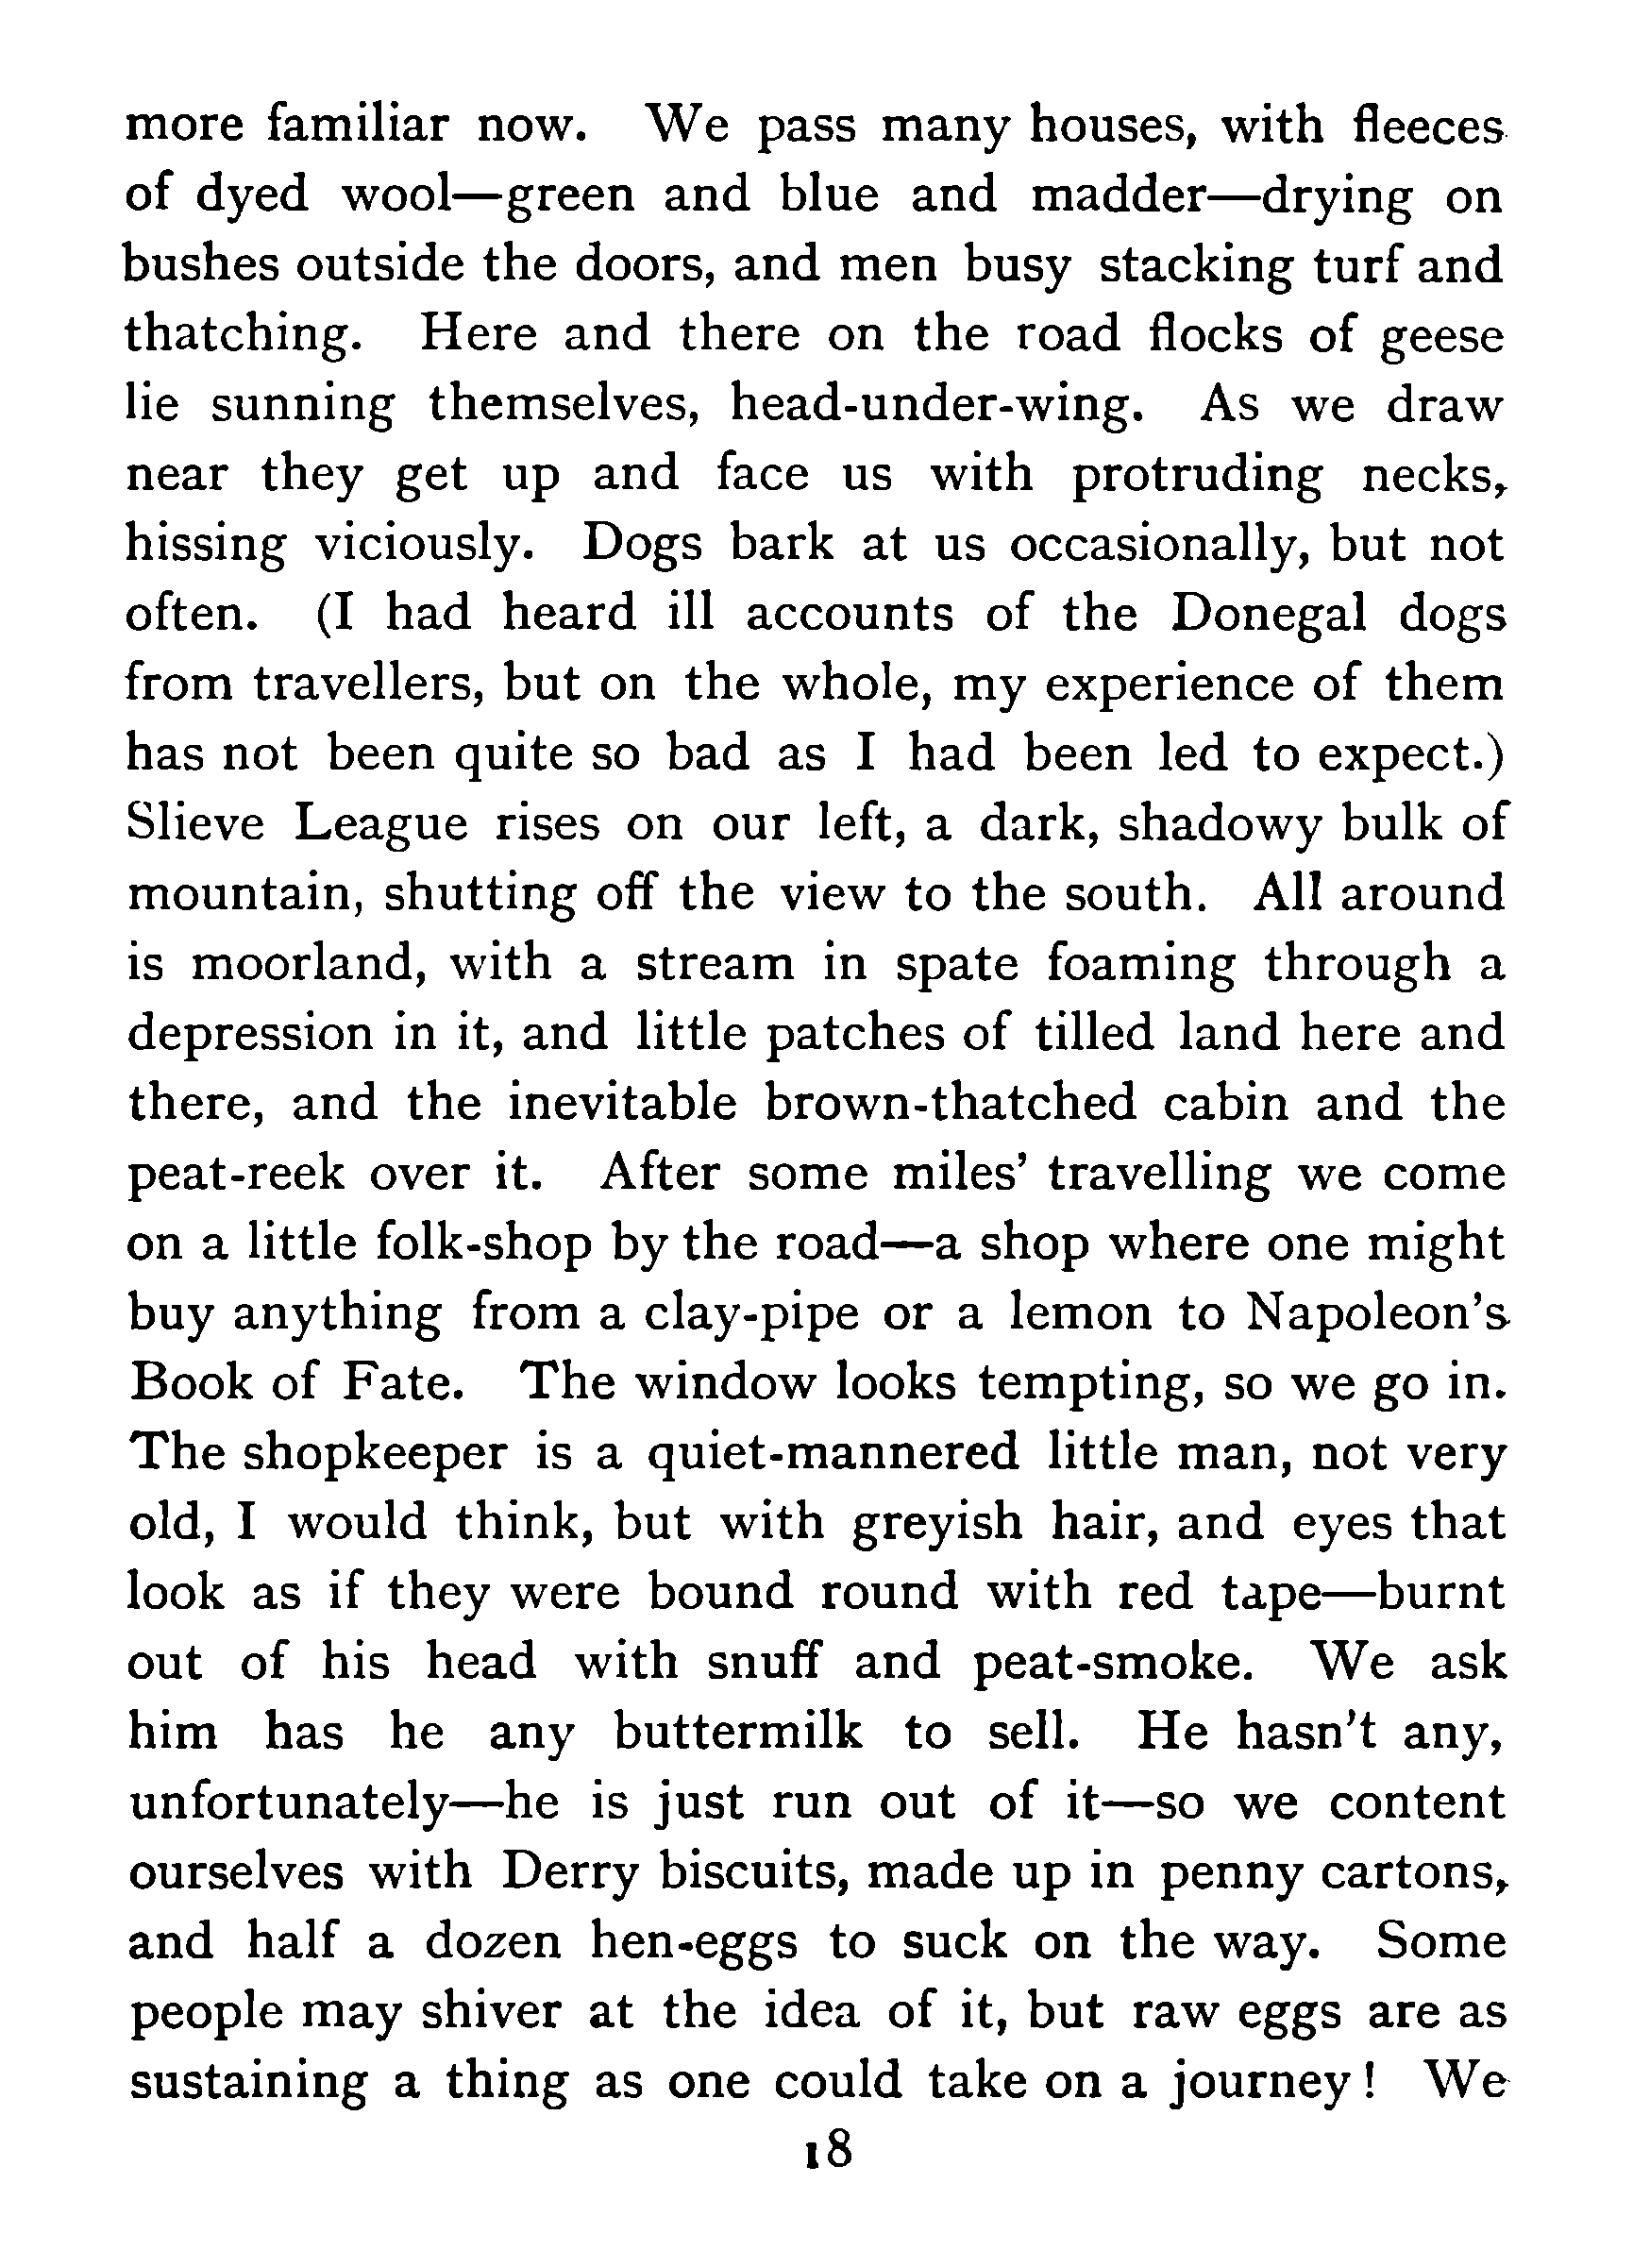 more familiar now. We pass many houses, with fleeces
of dyed wool—green and blue and madder—drying on
bushes outside the doors, and men busy stacking turf and
thatching. Here and there on the road flocks of geese
lie sunning themselves, head-under-wing. As we draw
near they get up and face us with protruding necks,
hissing viciously. Dogs bark at us occasionally, but not
often. (I had heard ill accounts of the Donegal dogs
from travellers, but on the whole, my experience of them
has not been quite so bad as I had been led to expect.)
Slieve League rises on our left, a dark, shadowy bulk of
mountain, shutting off the view to the south. All around
is moorland, with a stream in spate foaming through a
depression in it, and little patches of tilled land here and
there, and the inevitable brown-thatched cabin and the
peat-reek over it. After some miles’ travelling we come
on a little folk-shop by the road—a shop where one might
buy anything from a clay-pipe or a lemon to Napoleon’s
Book of Fate. The window looks tempting, so we go in.
The shopkeeper is a quiet-mannered little man, not very
old, I would think, but with greyish hair, and eyes that
look as if they were bound round with red tape—burnt
out of his head with snuff and peat-smoke. We ask
him has he any buttermilk to sell. He hasn’t any,
unfortunately—he is just run out of it—so we content
ourselves with Derry biscuits, made up in penny cartons,
and half a dozen hen-eggs to suck on the way. Some
people may shiver at the idea of it, but raw eggs are as
sustaining a thing as one could take on a journey! We
18